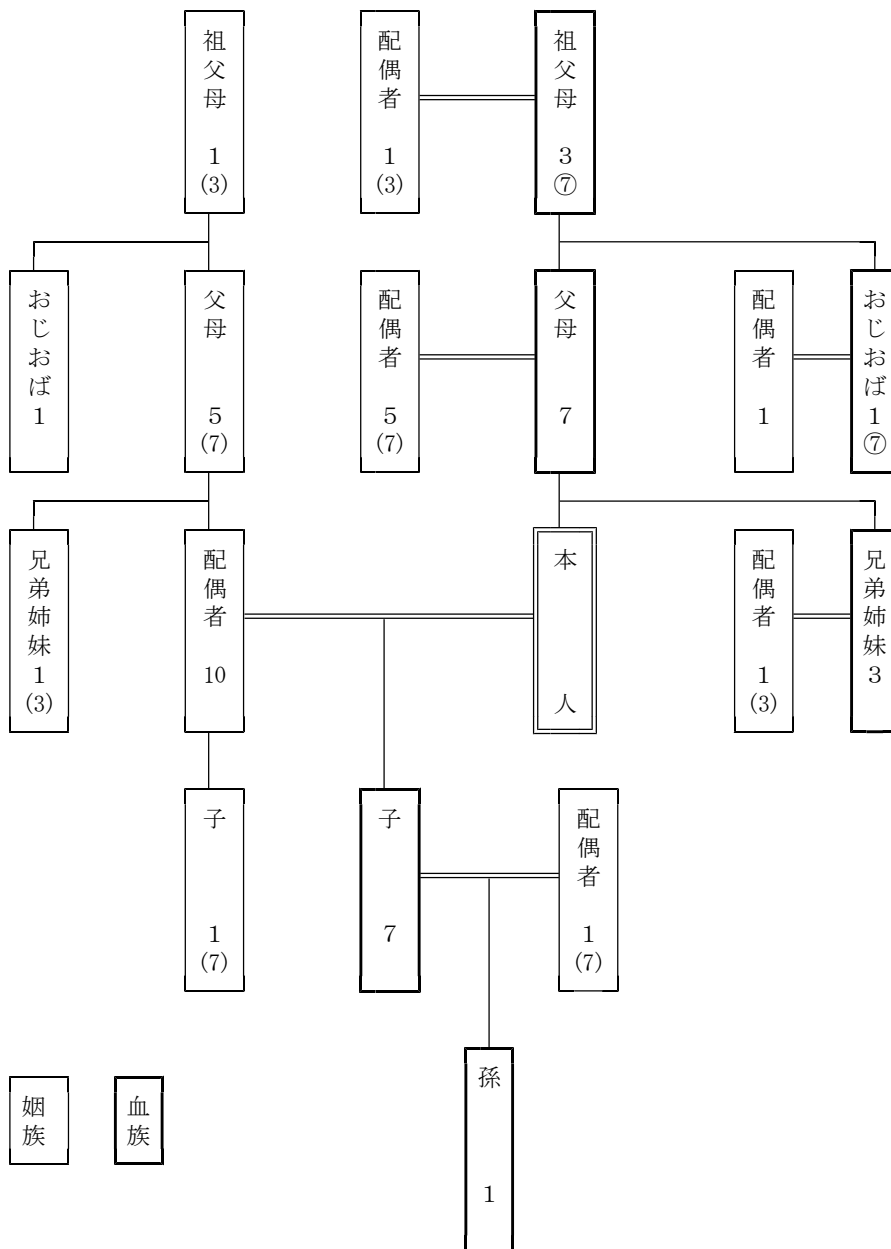 祖父母 1 (3)
配偶者 1 (3)
祖父母 3 ⑦
おじおば 1
父母 5 (7)
配偶者 5 (7)
父母 7
配偶者 1
おじおば 1 ⑦
兄弟姉妹 1 (3)
配偶者 10
本人
配偶者 1 (3)
兄弟姉妹 3
子 1 (7)
子 7
配偶者 1 (7)
姻族
血族
孫 1